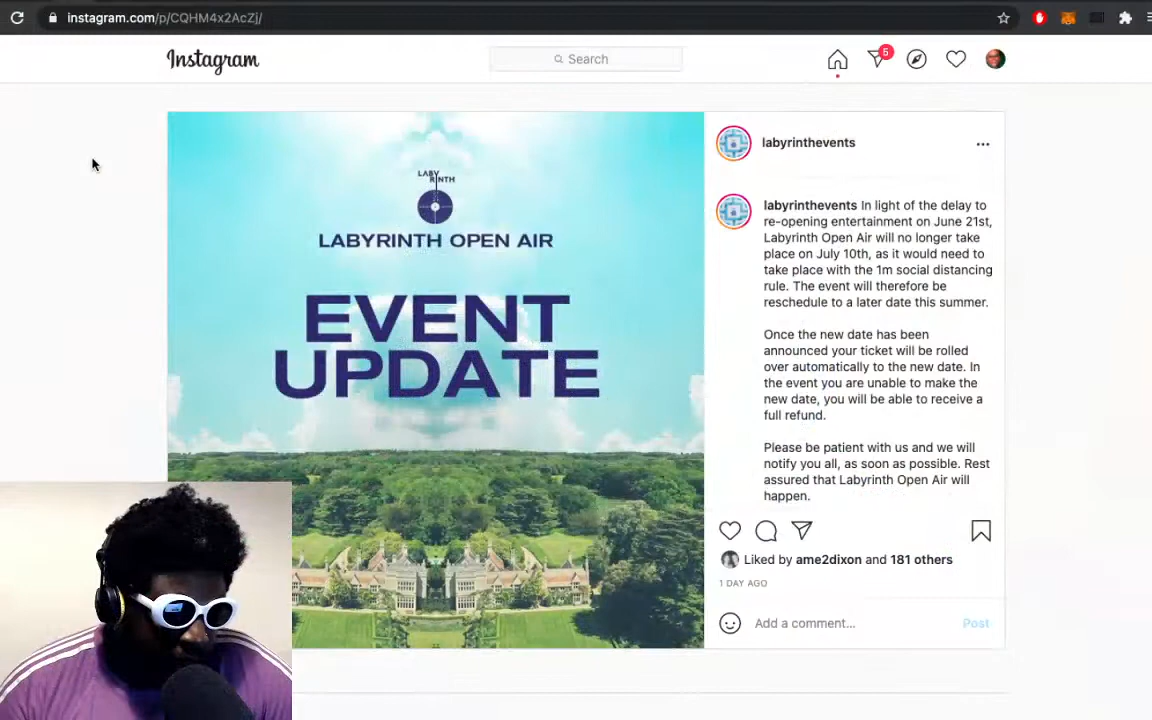 instagram.com/p/CQHM4x2AcZj/
Instagram
Search
5
LABY
RINTH
LABYRINTH OPEN AIR
EVENT
UPDATE
labyrinthevents
labyrinthevents In light of the delay to
re-opening entertainment on June 21st,
Labyrinth Open Air will no longer take
place on July 10th, as it would need to
take place with the 1m social distancing
rule. The event will therefore be
reschedule to a later date this summer.
Once the new date has been
announced your ticket will be rolled
over automatically to the new date. In
the event you are unable to make the
new date, you will be able to receive a
full refund.
Please be patient with us and we will
notify you all, as soon as possible. Rest
assured that Labyrinth Open Air will
happen.
Liked by ame2dixon and 181 others
1 DAY AGO
Add a comment...
Post